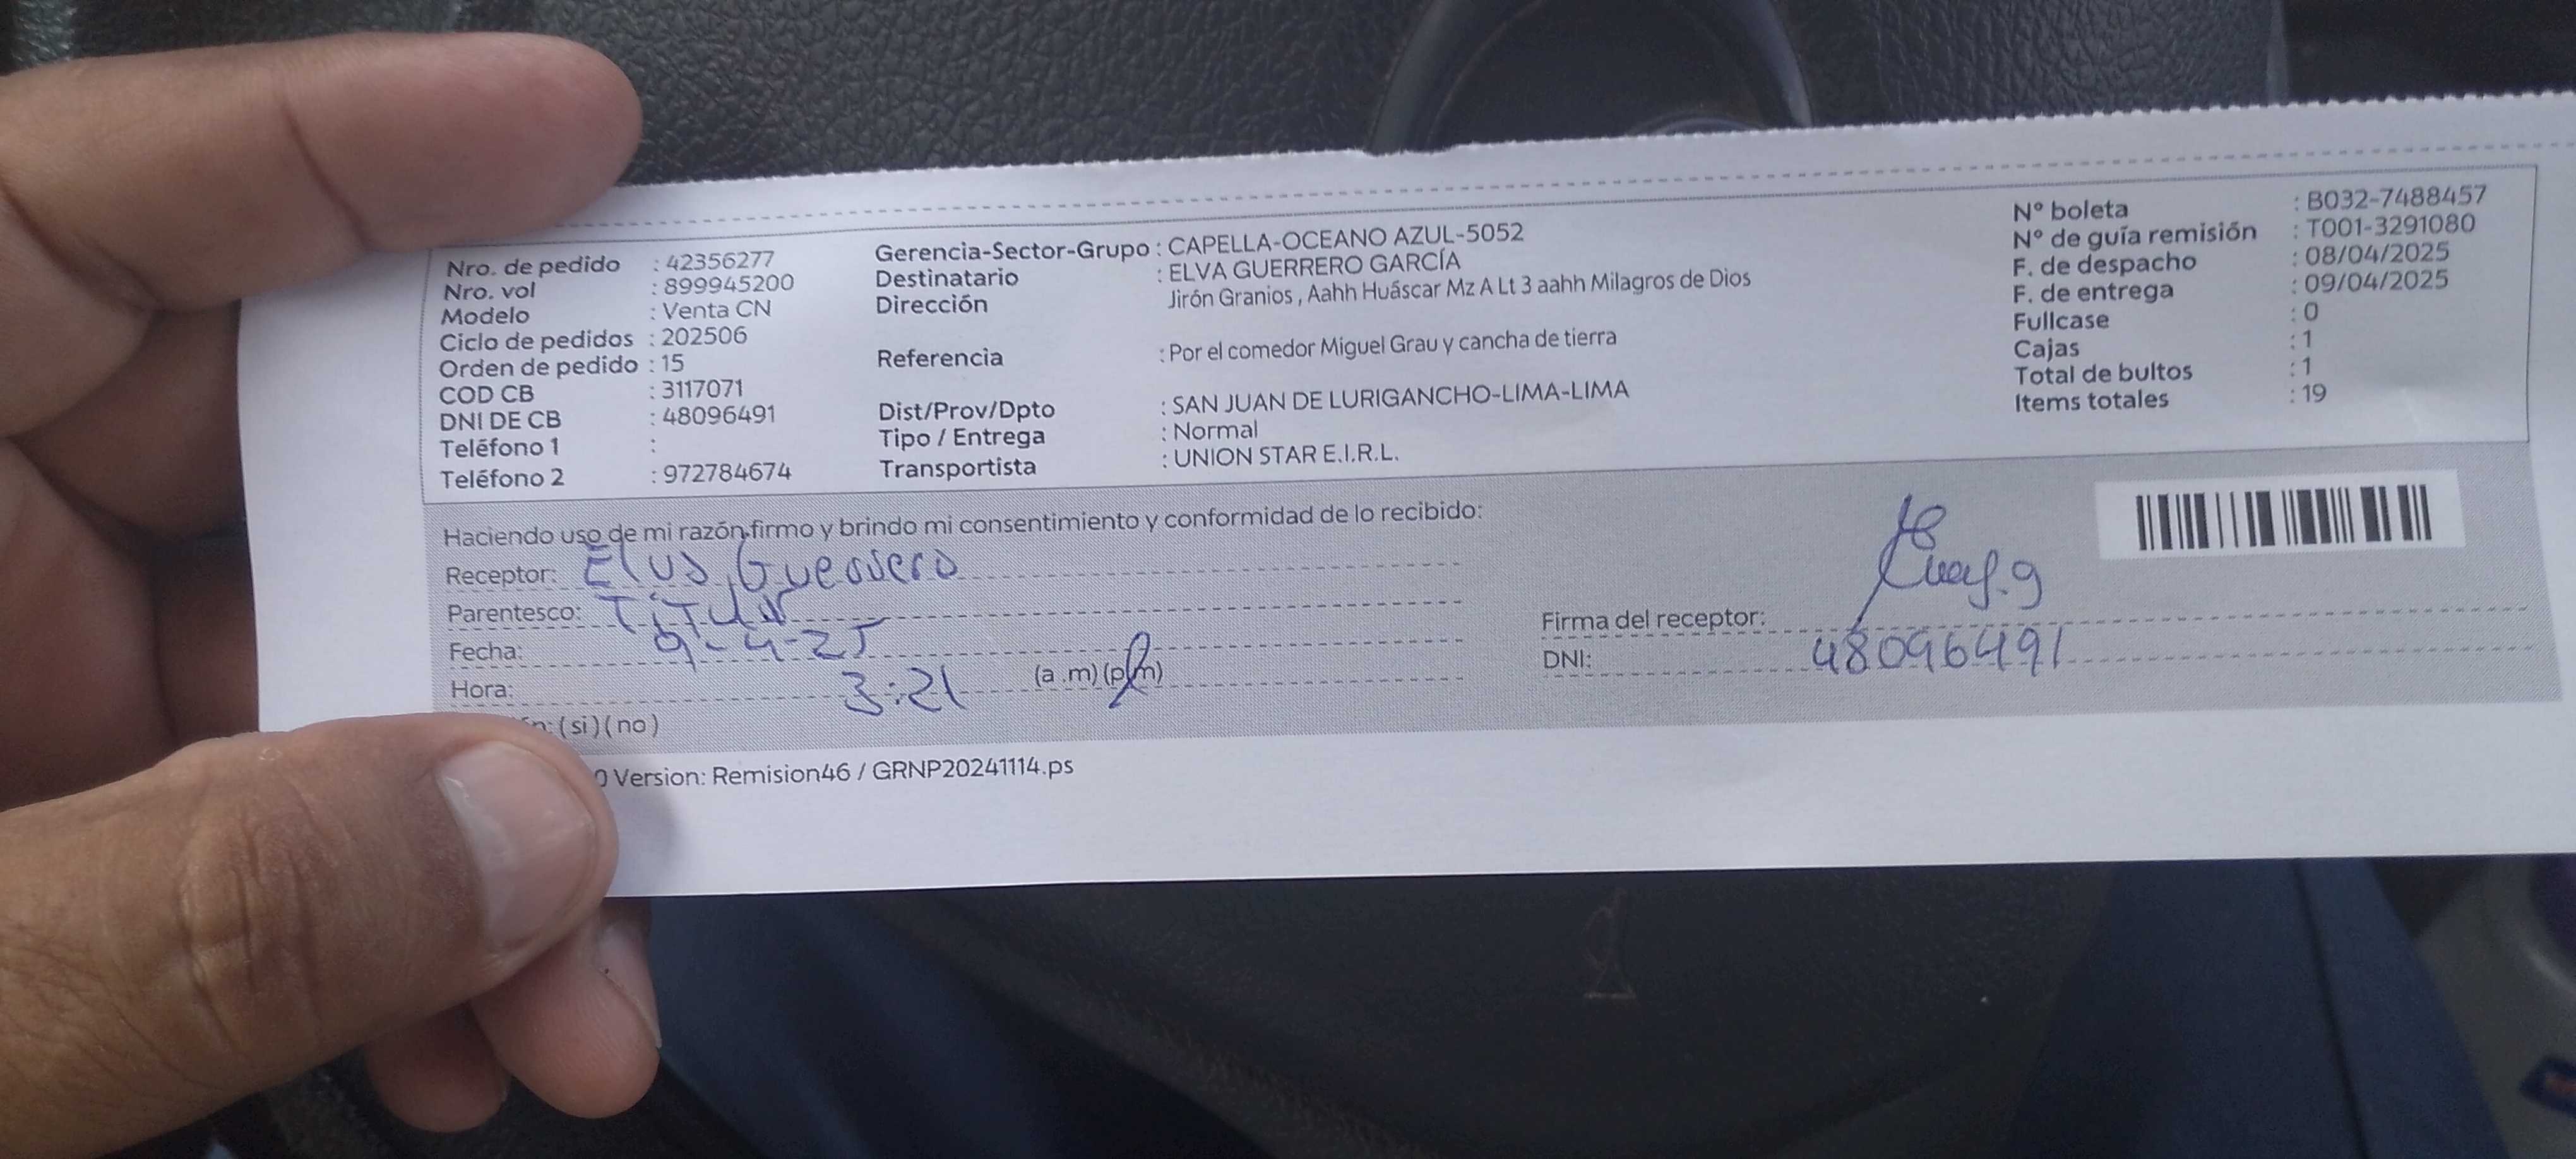 Nro. de pedido : 42356277
Nro. vol : 899945200
Modelo : Venta CN
Ciclo de pedidos : 202506
Orden de pedido : 15
COD CB : 3117071
DNI DE CB : 48096491
Teléfono 1 :
Teléfono 2 : 972784674
Gerencia-Sector-Grupo : CAPELLA-OCEANO AZUL-5052
Destinatario : ELVA GUERRERO GARCÍA
Dirección Jirón Granios , Aahh Huáscar Mz A Lt 3 aahh Milagros de Dios
Referencia : Por el comedor Miguel Grau y cancha de tierra
Dist/Prov/Dpto : SAN JUAN DE LURIGANCHO-LIMA-LIMA
Tipo / Entrega : Normal
Transportista : UNION STAR E.I.R.L.
Nº boleta : B032-7488457
Nº de guía remisión : T001-3291080
F. de despacho : 08/04/2025
F. de entrega : 09/04/2025
Fullcase : 0
Cajas : 1
Total de bultos : 1
Items totales : 19
Haciendo uso de mi razón firmo y brindo mi consentimiento y conformidad de lo recibido:
Receptor: Elva Guerrero
Parentesco: Titular
Fecha: 9-4-25
Hora: 3:21 (a .m) (p.m)
(si) (no)
Firma del receptor:
DNI: 48096491
Version: Remision46 / GRNP20241114.ps